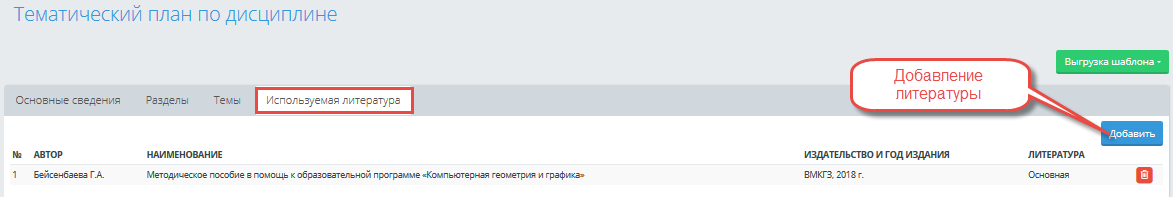 Тематический план по дисциплине
Выгрузка шаблона
Добавление
литературы
Основные сведения Разделы Темы Используемая литература
Добавить
№ АВТОР НАИМЕНОВАНИЕ ИЗДАТЕЛЬСТВО И ГОД ИЗДАНИЯ ЛИТЕРАТУРА
1 Бейсенбаева Г.А. Методическое пособие в помощь к образовательной программе «Компьютерная геометрия и графика» ВМКГЗ, 2018 г. Основная